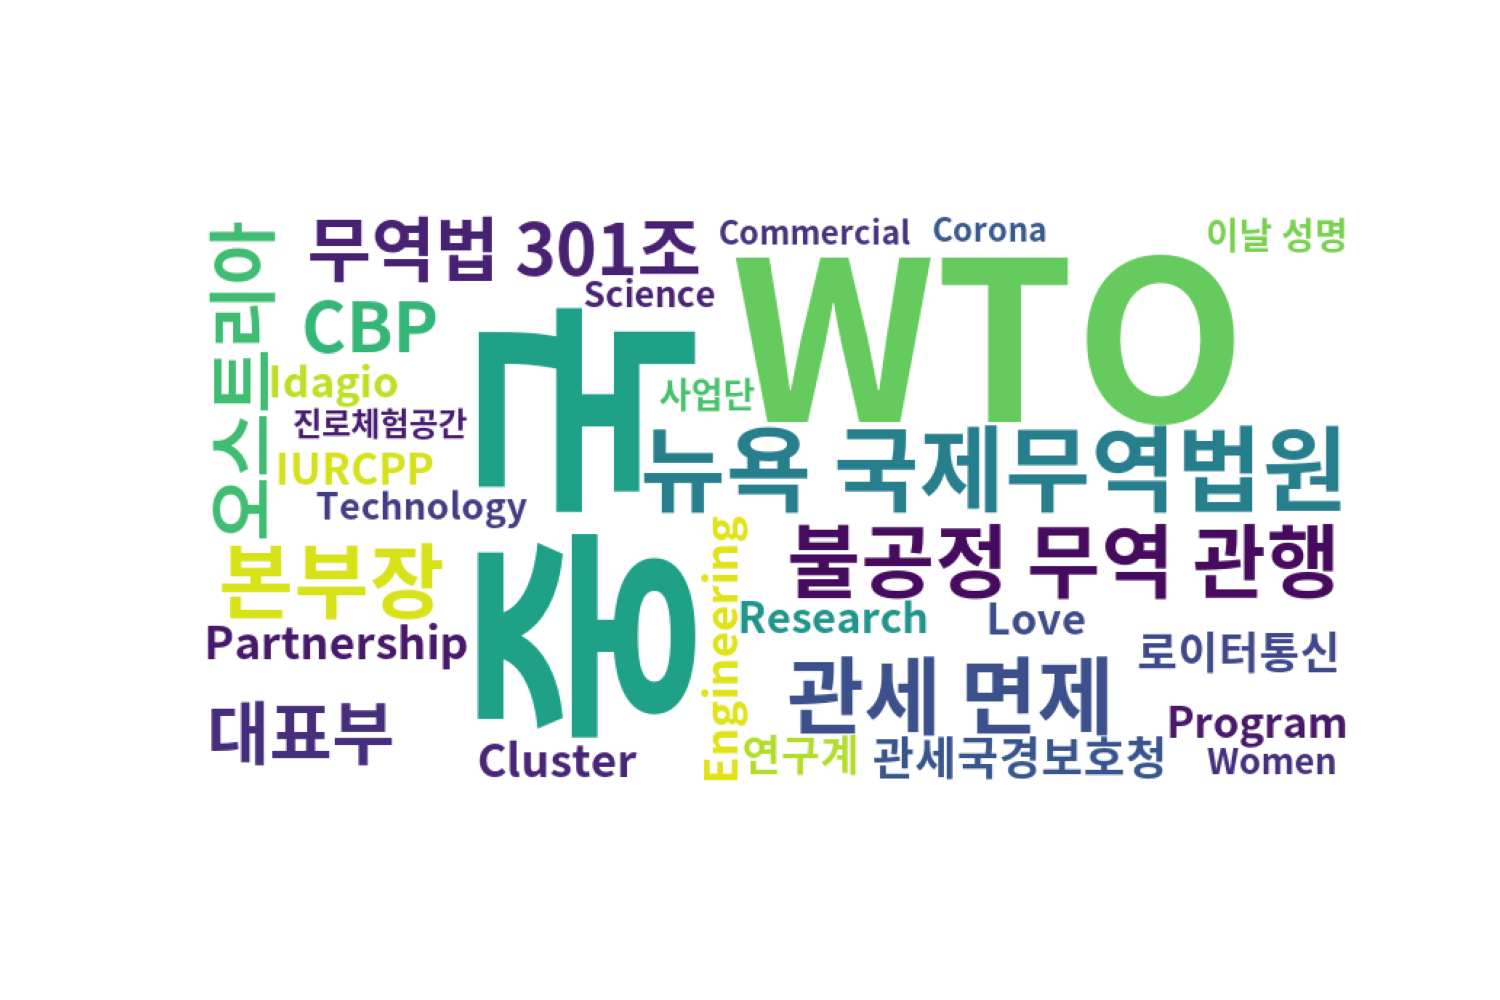 무역법 301조
Commercial
Corona
이날 성명
오스트리아
Science
CBP
WTO
중국
Idagio
사업단
진로체험공간
뉴욕 국제무역법원
IURCPP
Technology
Engineering
불공정 무역 관행
본부장
Research
Love
Partnership
로이터통신
관세 면제
대표부
Program
Cluster
연구계
관세국경보호청
Women